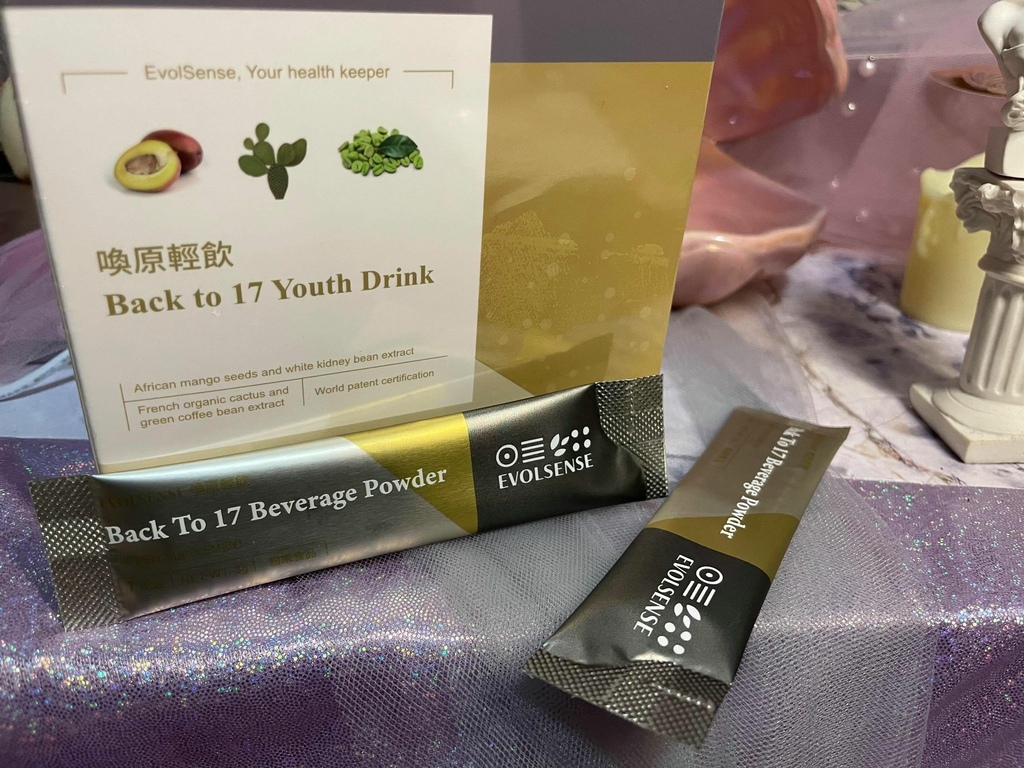 EvolSense, Your health keeper
喚原輕飲
Back to 17 Youth Drink
African mango seeds and white kidney bean extract
French organic cactus and
green coffee bean extract
World patent certification
Back To 17 Beverage Powder
EVOLSENSE
17 Beverage Powder
EVOLSENSE